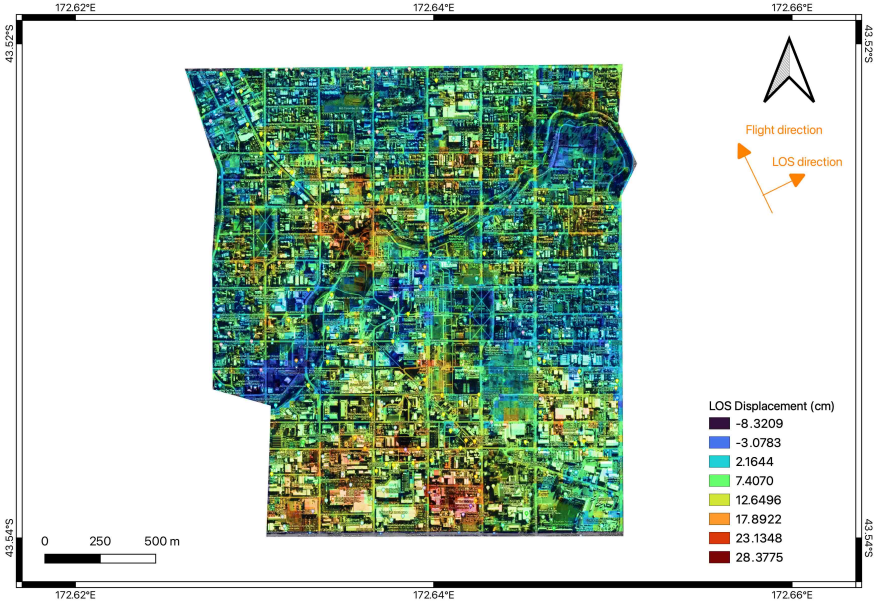 172.62°E 172.64°E 172.66°E
43.52°S 43.52°S
Flight direction
LOS direction
LOS Displacement (cm)
-8.3209
-3.0783
2.1644
7.4070
12.6496
17.8922
23.1348
28.3775
0 250 500 m
43.54°S 43.54°S
172.62°E 172.64°E 172.66°E